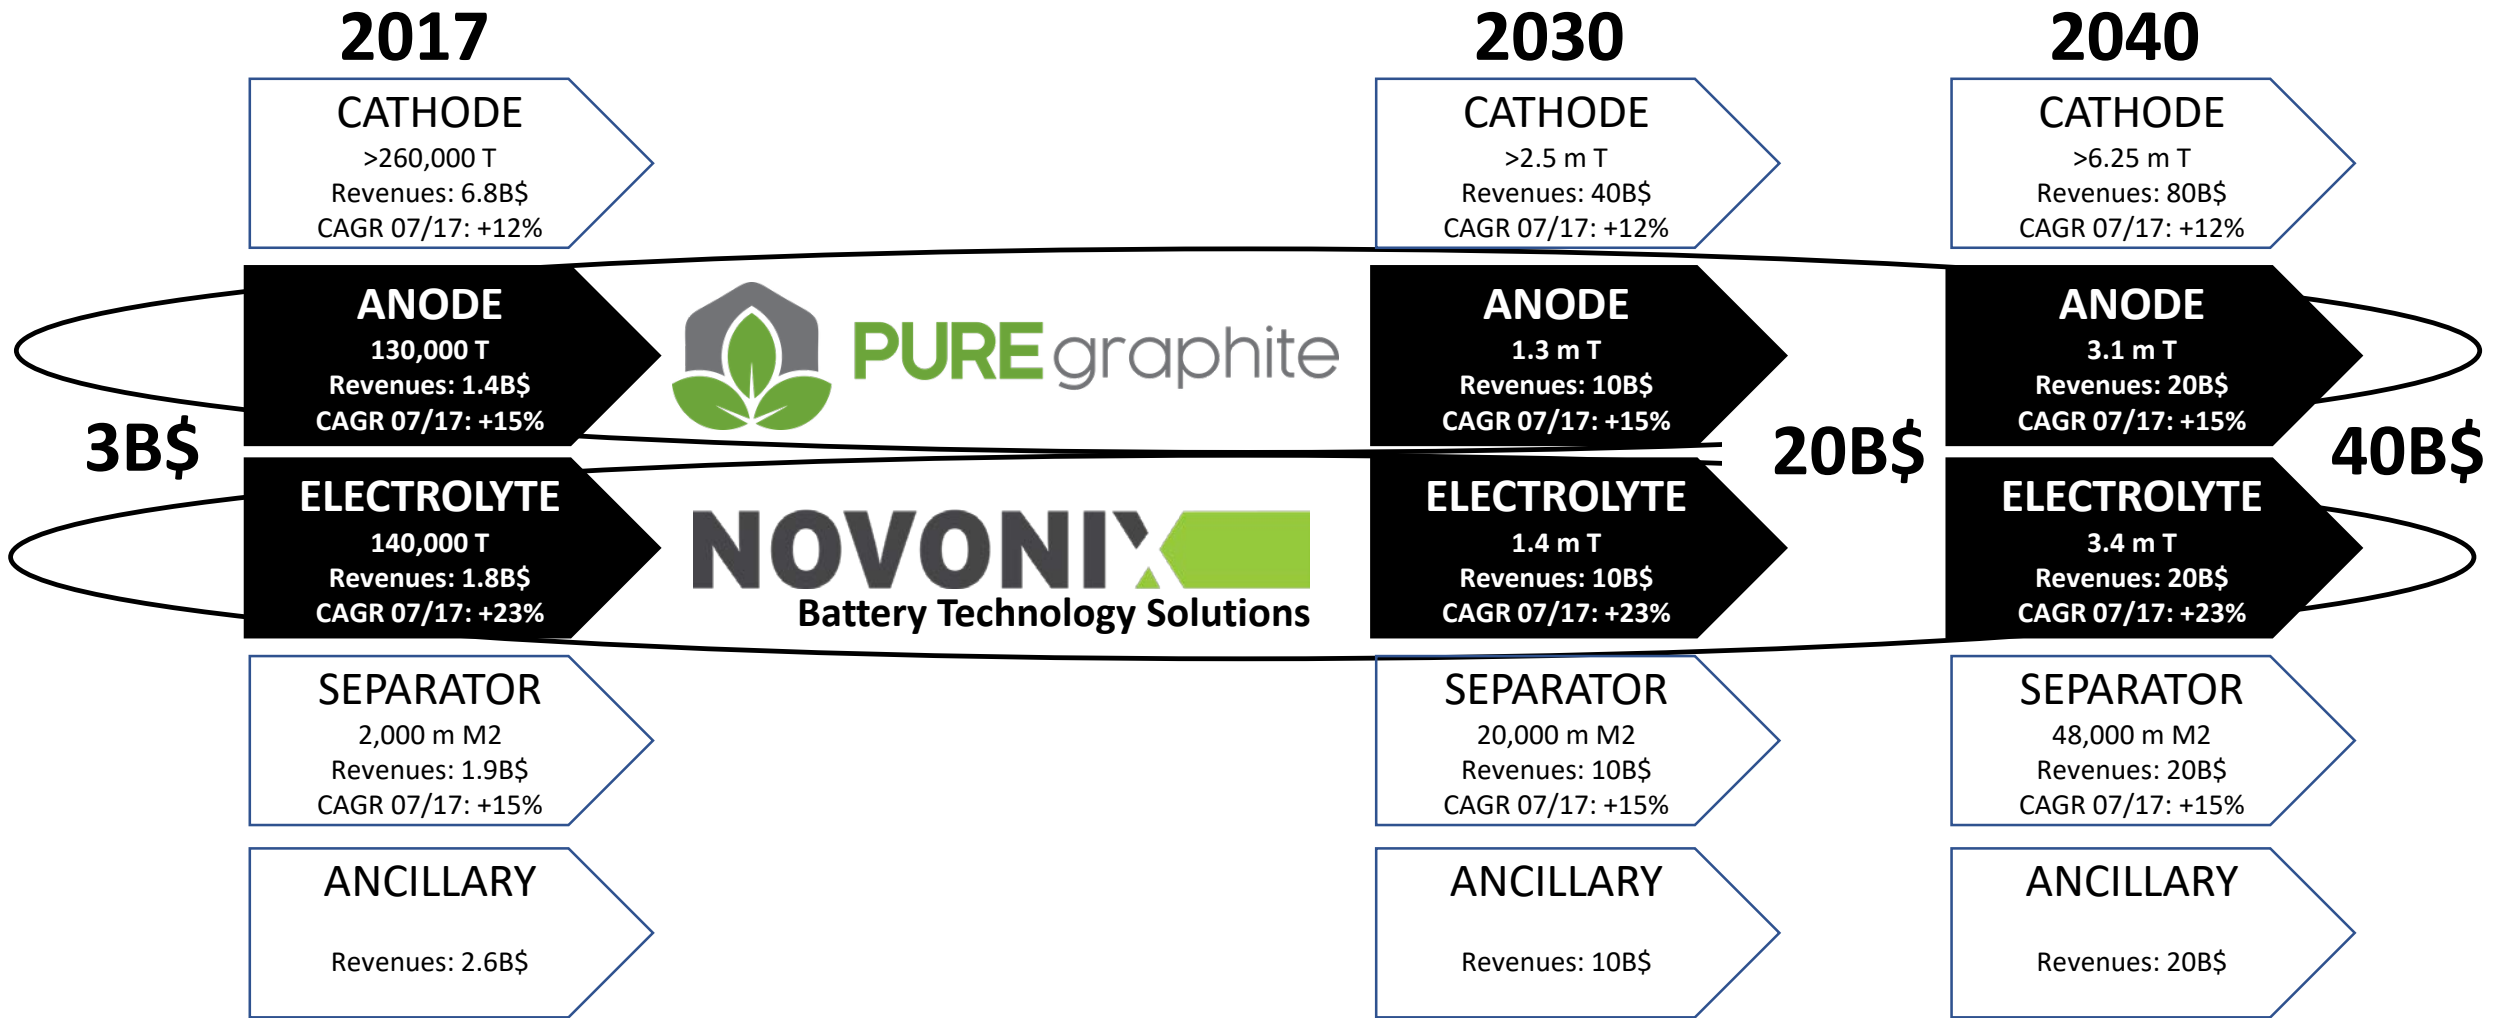 2017
2030
2040
CATHODE
>260,000 T
Revenues: 6.8B$
CAGR 07/17: +12%
CATHODE
>2.5 m T
Revenues: 40B$
CAGR 07/17: +12%
CATHODE
>6.25 m T
Revenues: 80B$
CAGR 07/17: +12%
ANODE
130,000 T
Revenues: 1.4B$
CAGR 07/17: +15%
PUREgraphite
ANODE
1.3 m T
Revenues: 10B$
CAGR 07/17: +15%
ANODE
3.1 m T
Revenues: 20B$
CAGR 07/17: +15%
3B$
20B$
40B$
ELECTROLYTE
140,000 T
Revenues: 1.8B$
CAGR 07/17: +23%
NOVONIX
Battery Technology Solutions
ELECTROLYTE
1.4 m T
Revenues: 10B$
CAGR 07/17: +23%
ELECTROLYTE
3.4 m T
Revenues: 20B$
CAGR 07/17: +23%
SEPARATOR
2,000 m M2
Revenues: 1.9B$
CAGR 07/17: +15%
SEPARATOR
20,000 m M2
Revenues: 10B$
CAGR 07/17: +15%
SEPARATOR
48,000 m M2
Revenues: 20B$
CAGR 07/17: +15%
ANCILLARY
Revenues: 2.6B$
ANCILLARY
Revenues: 10B$
ANCILLARY
Revenues: 20B$